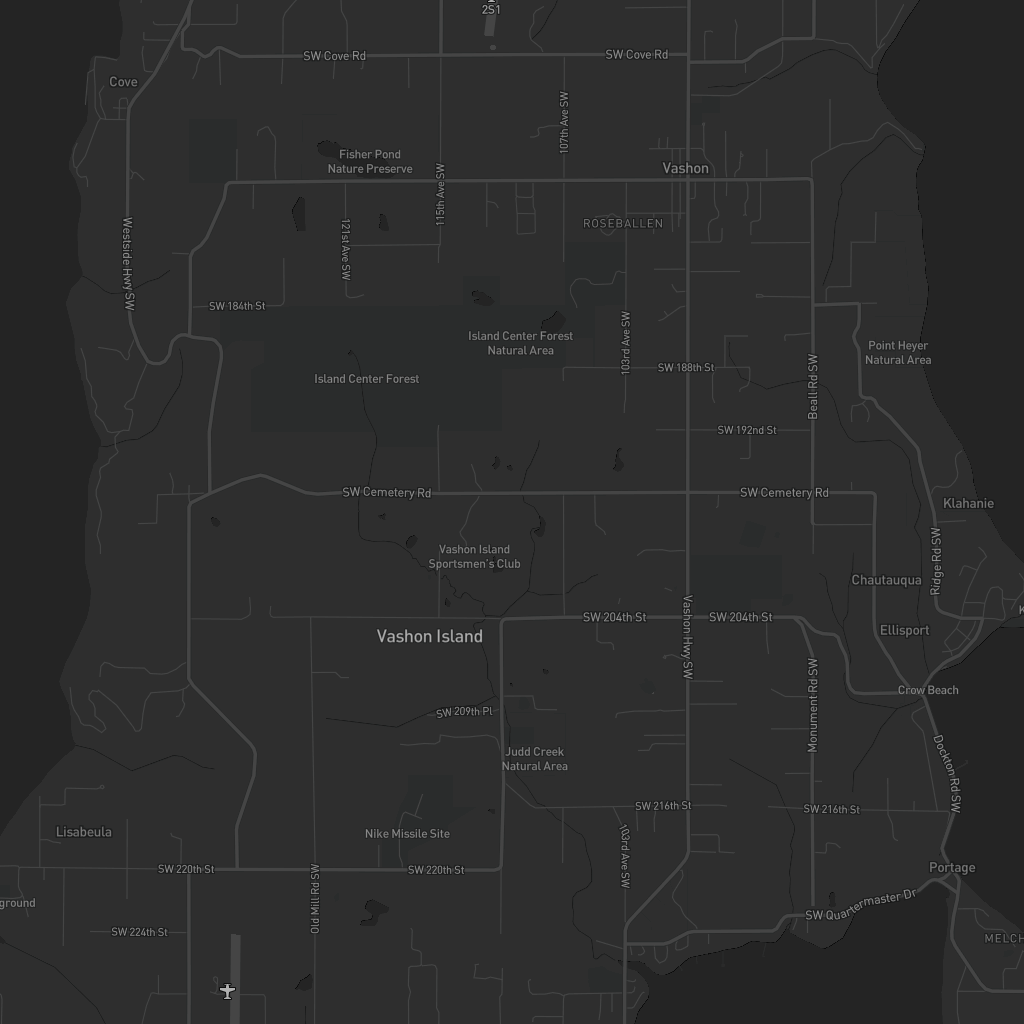 2S1
SW Cove Rd
SW Cove Rd
Cove
107th Ave SW
Fisher Pond
Nature Preserve
Vashon
115th Ave SW
ROSEBALLEN
121st Ave SW
Westside Hwy SW
SW 184th St
Island Center Forest
Natural Area
103rd Ave SW
Point Heyer
Natural Area
SW 188th St
Island Center Forest
Beall Rd SW
SW 192nd St
SW Cemetery Rd
SW Cemetery Rd
Klahanie
Vashon Island
Sportsmen's Club
Ridge Rd SW
Chautauqua
K
SW 204th St
SW 204th St
Vashon Hwy SW
Ellisport
Vashon Island
Crow Beach
SW 209th Pl
Monument Rd SW
Judd Creek
Natural Area
Dockton Rd SW
SW 216th St
SW 216th St
Lisabeula
Nike Missile Site
103rd Ave SW
SW 220th St
SW 220th St
Portage
Old Mill Rd SW
ground
SW Quartermaster Dr
SW 224th St
MELCH